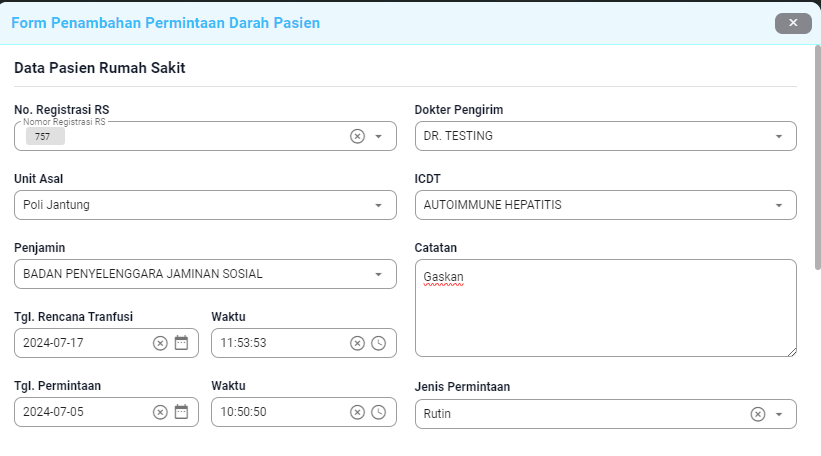 Form Penambahan Permintaan Darah Pasien
Data Pasien Rumah Sakit
No. Registrasi RS
Nomor Registrasi RS
757
Dokter Pengirim
DR. TESTING
Unit Asal
Poli Jantung
ICDT
AUTOIMMUNE HEPATITIS
Penjamin
BADAN PENYELENGGARA JAMINAN SOSIAL
Catatan
Gaskan
Tgl. Rencana Tranfusi
2024-07-17
Waktu
11:53:53
Tgl. Permintaan
2024-07-05
Waktu
10:50:50
Jenis Permintaan
Rutin